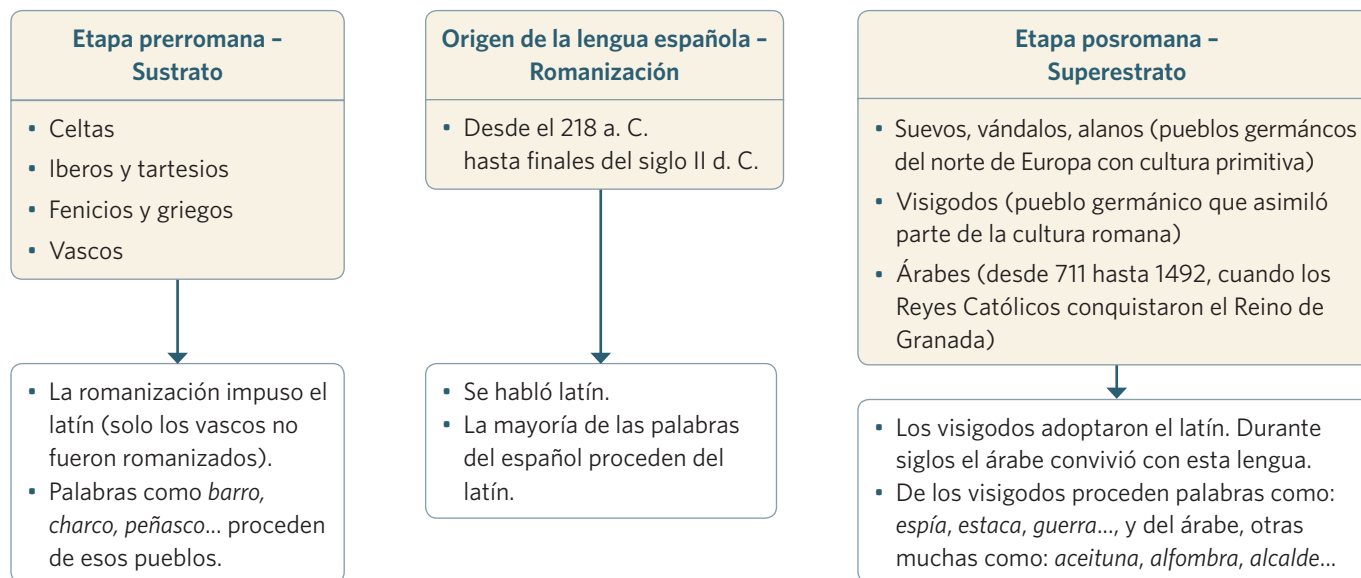 Etapa prerromana –
Sustrato
• Celtas
• Iberos y tartesios
• Fenicios y griegos
• Vascos
• La romanización impuso el
latín (solo los vascos no
fueron romanizados).
• Palabras como barro,
charco, peñasco... proceden
de esos pueblos.
Origen de la lengua española –
Romanización
• Desde el 218 a. C.
hasta finales del siglo II d. C.
• Se habló latín.
• La mayoría de las palabras
del español proceden del
latín.
Etapa posromana –
Superestrato
• Suevos, vándalos, alanos (pueblos germáncos
del norte de Europa con cultura primitiva)
• Visigodos (pueblo germánico que asimiló
parte de la cultura romana)
• Árabes (desde 711 hasta 1492, cuando los
Reyes Católicos conquistaron el Reino de
Granada)
• Los visigodos adoptaron el latín. Durante
siglos el árabe convivió con esta lengua.
• De los visigodos proceden palabras como:
espía, estaca, guerra..., y del árabe, otras
muchas como: aceituna, alfombra, alcalde...